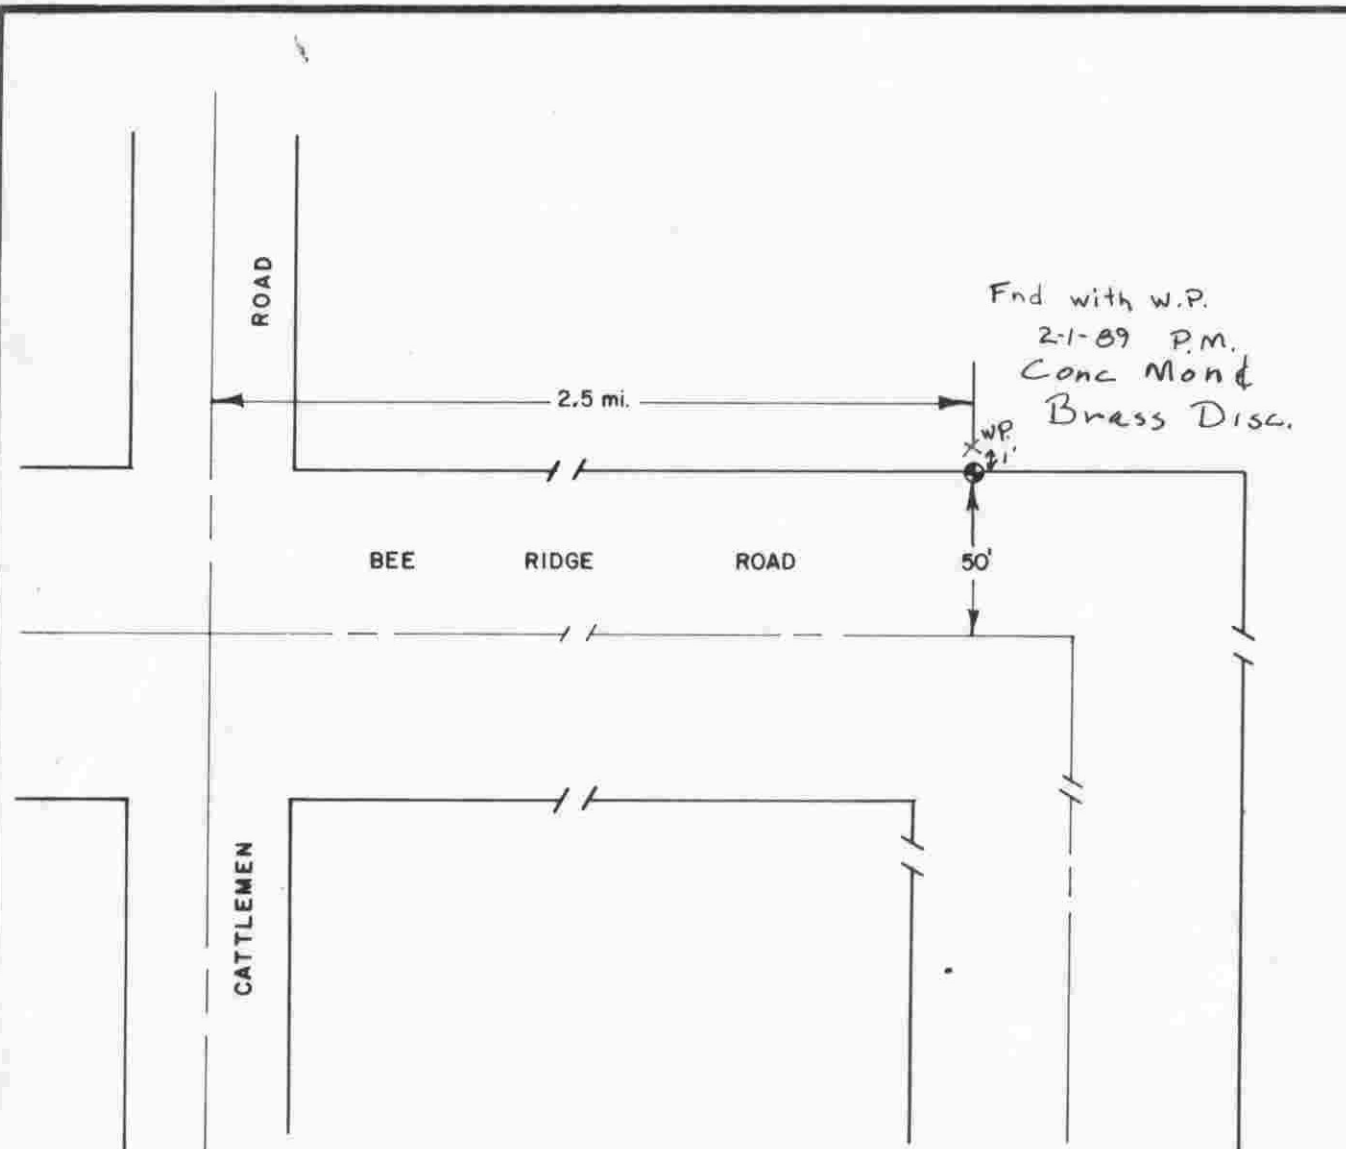 ROAD
Fnd with W.P.
2-1-89 P.M.
Conc Mon &
Brass Disc.
2.5 mi.
W.P.
1'
BEE RIDGE ROAD
50'
CATTLEMEN